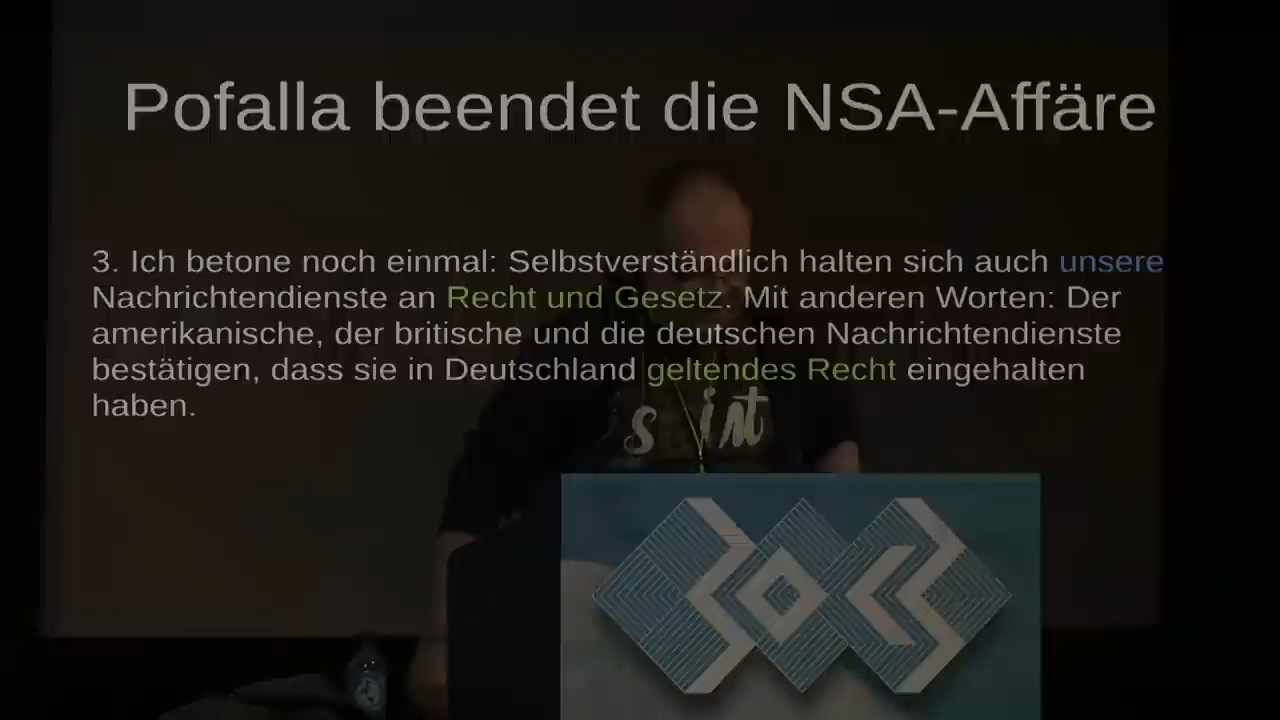 Pofalla beendet die NSA-Affäre
3. Ich betone noch einmal: Selbstverständlich halten sich auch unsere
Nachrichtendienste an Recht und Gesetz. Mit anderen Worten: Der
amerikanische, der britische und die deutschen Nachrichtendienste
bestätigen, dass sie in Deutschland geltendes Recht eingehalten
haben.